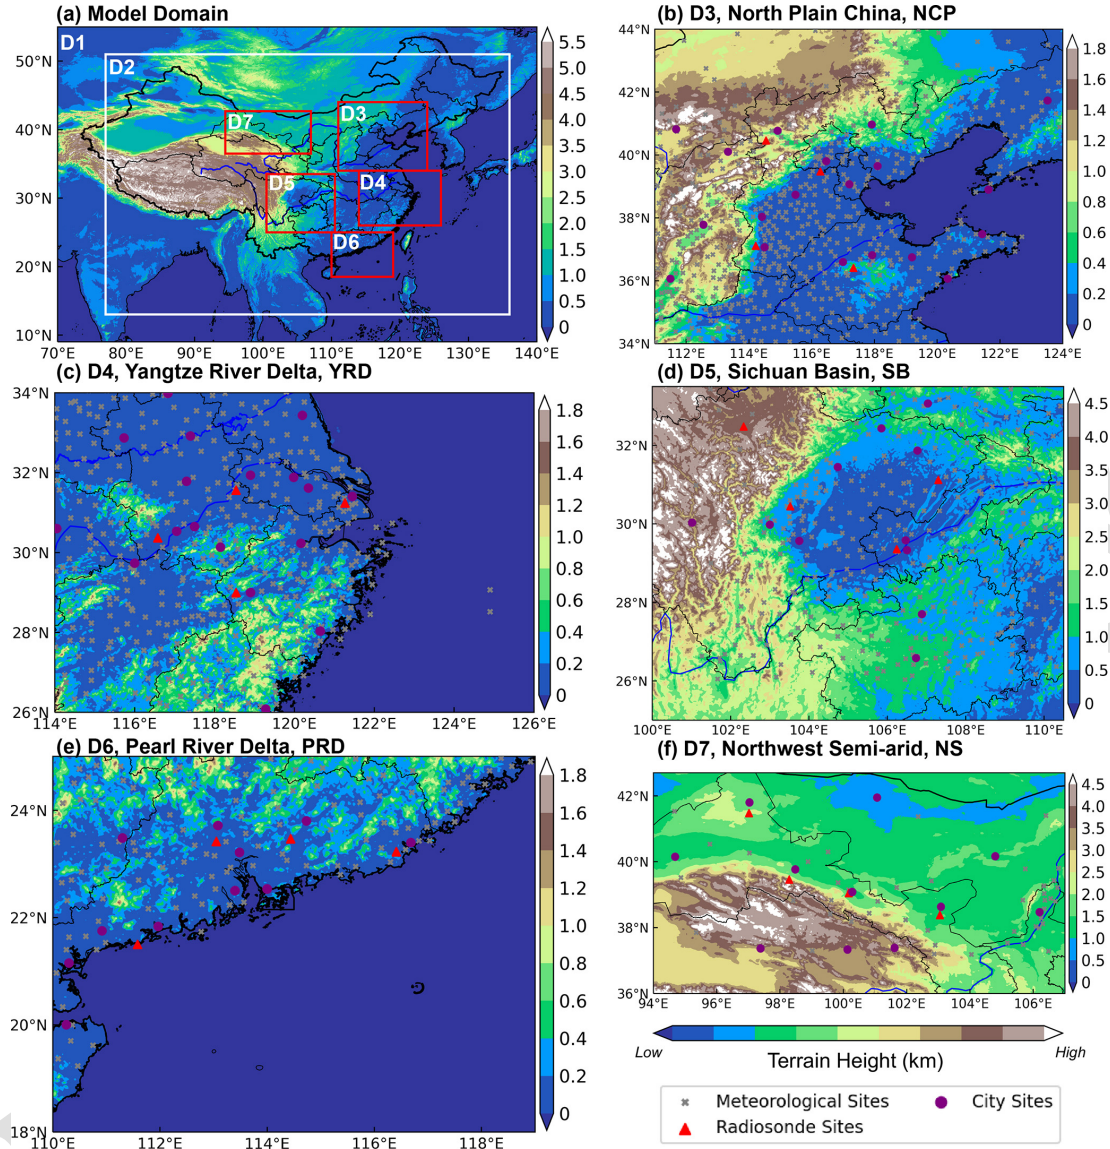 (a) Model Domain
D1
D2
D3
D7
D5
D4
D6
50°N
40°N
30°N
20°N
10°N
70°E 80°E 90°E 100°E 110°E 120°E 130°E 140°E
5.5
5.0
4.5
4.0
3.5
3.0
2.5
2.0
1.5
1.0
0.5
0
(b) D3, North Plain China, NCP
44°N
42°N
40°N
38°N
36°N
34°N
112°E 114°E 116°E 118°E 120°E 122°E 124°E
1.8
1.6
1.4
1.2
1.0
0.8
0.6
0.4
0.2
0
(c) D4, Yangtze River Delta, YRD
34°N
32°N
30°N
28°N
26°N
114°E 116°E 118°E 120°E 122°E 124°E 126°E
1.8
1.6
1.4
1.2
1.0
0.8
0.6
0.4
0.2
0
(d) D5, Sichuan Basin, SB
32°N
30°N
28°N
26°N
100°E 102°E 104°E 106°E 108°E 110°E
4.5
4.0
3.5
3.0
2.5
2.0
1.5
1.0
0.5
0
(e) D6, Pearl River Delta, PRD
24°N
22°N
20°N
18°N
110°E 112°E 114°E 116°E 118°E
1.8
1.6
1.4
1.2
1.0
0.8
0.6
0.4
0.2
0
(f) D7, Northwest Semi-arid, NS
42°N
40°N
38°N
36°N
94°E 96°E 98°E 100°E 102°E 104°E 106°E
4.5
4.0
3.5
3.0
2.5
2.0
1.5
1.0
0.5
0
Low High
Terrain Height (km)
Meteorological Sites City Sites
Radiosonde Sites